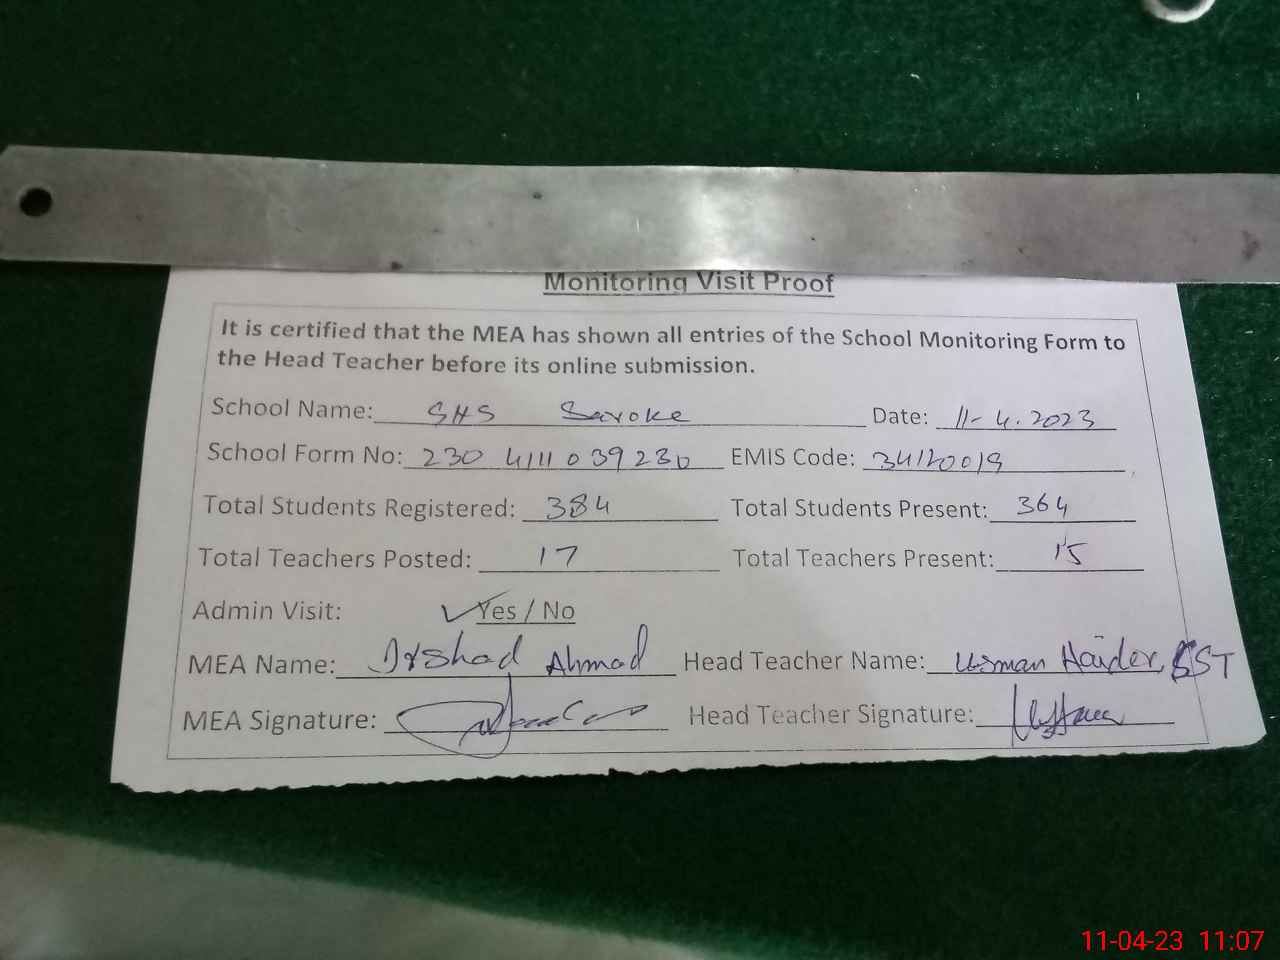 Monitoring Visit Proof
It is certified that the MEA has shown all entries of the School Monitoring Form to
the Head Teacher before its online submission.
School Name: GHS Saroke Date: 11-4.2023
School Form No: 230 4111 039230 EMIS Code: 34120019
Total Students Registered: 384 Total Students Present: 364
Total Teachers Posted: 17 Total Teachers Present: 15
Admin Visit: ✓Yes / No
MEA Name: Irshad Ahmad Head Teacher Name: Usman Haider, SST
MEA Signature: Head Teacher Signature:
11-04-23 11:07